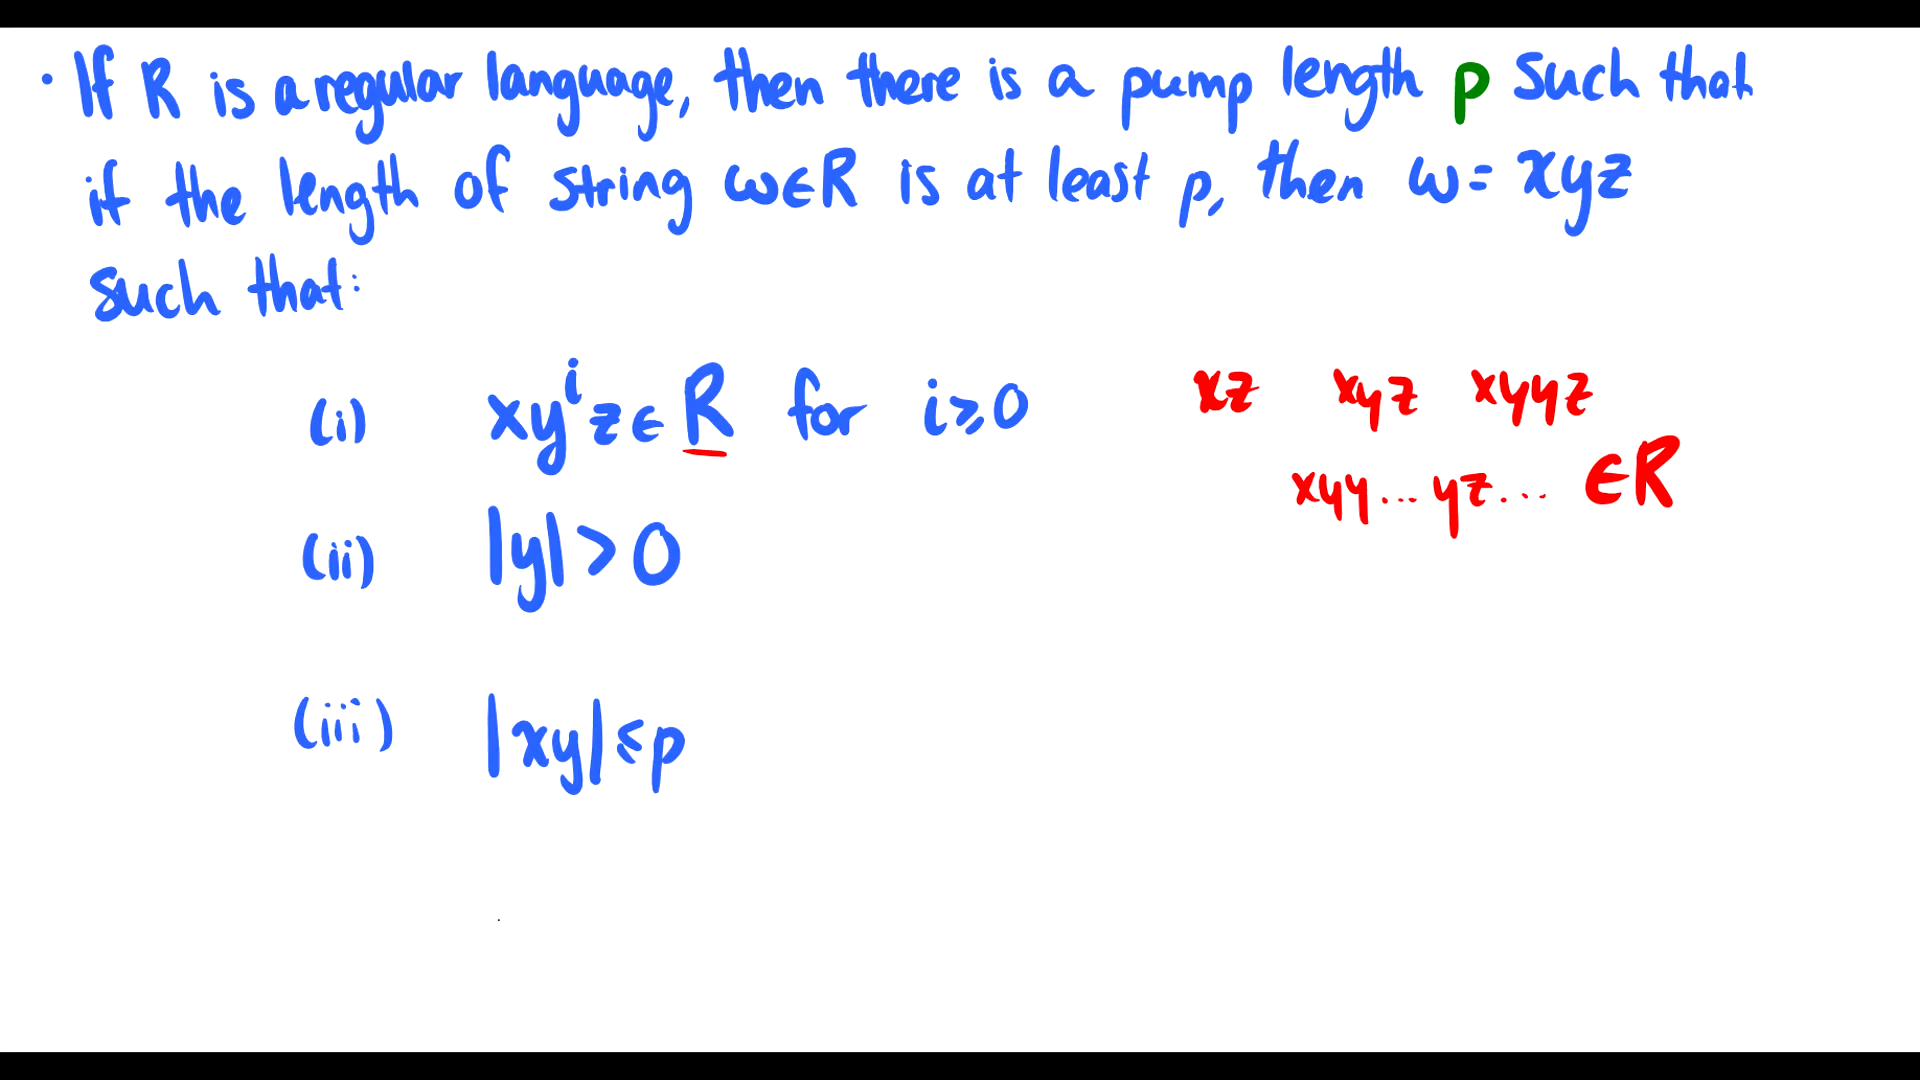 · If R is a regular language, then there is a pump length p such that
if the length of string w∈R is at least p, then w = xyz
such that:
(i) xyⁱz ∈ R for i ⩾ 0
xz xyz xyyz
xyy...yz... ∈R
(ii) |y| > 0
(iii) |xy| ⩽ p